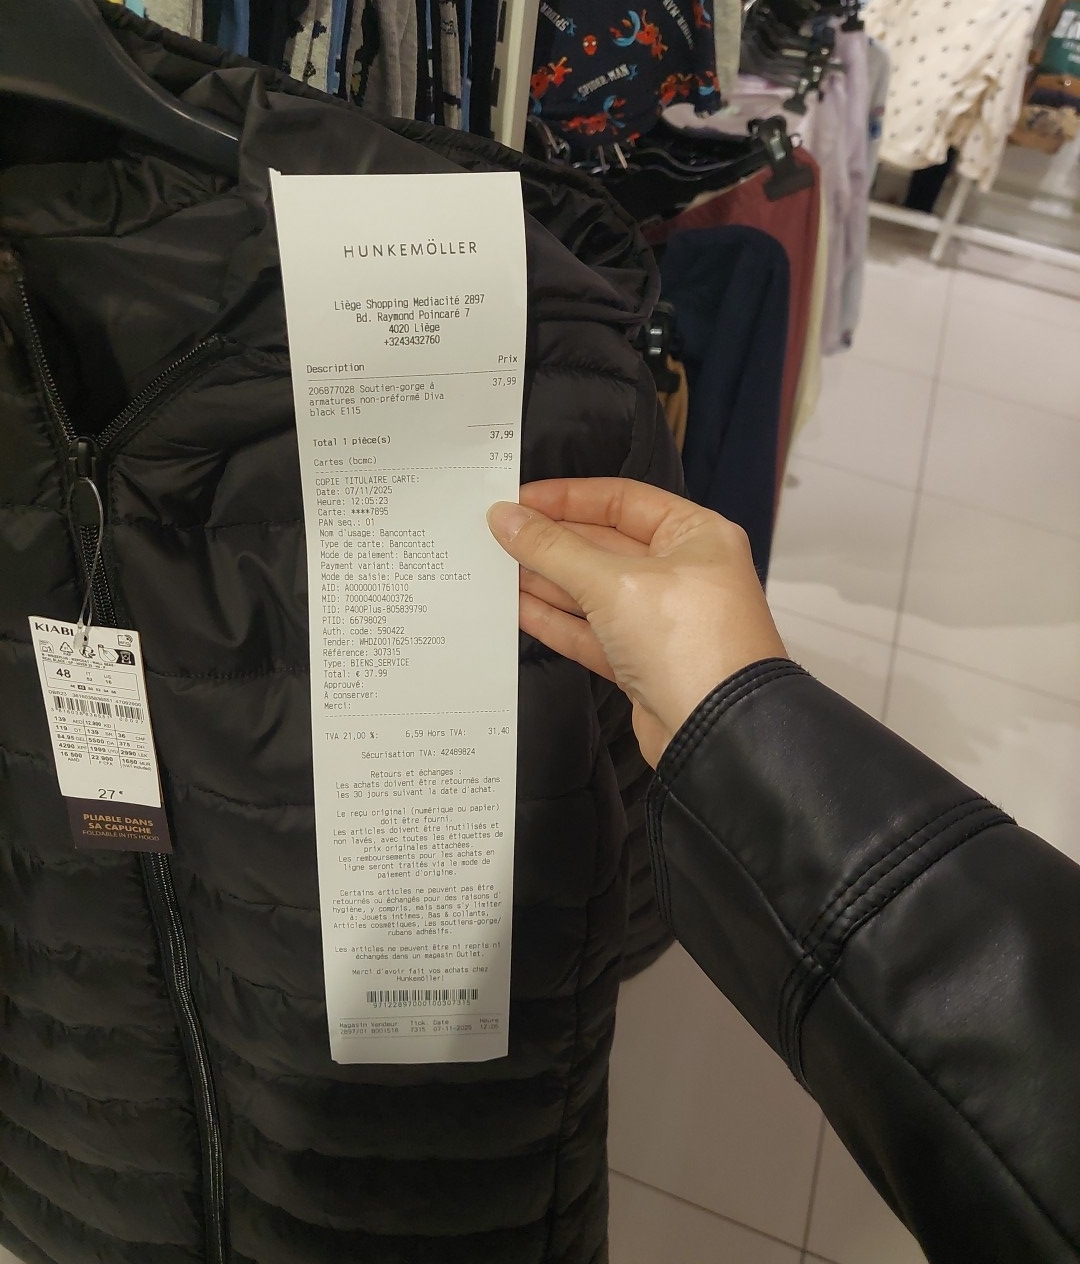 SPIDER-MAN
HUNKEMÖLLER
Liège Shopping Mediacité 2897
Bd. Raymond Poincaré 7
4020 Liège
+3243432760
Description Prix
206877028 Soutien-gorge à 37,99
armatures non-préformé Diva
black E115
Total 1 pièce(s) 37,99
Cartes (bcmc) 37,99
COPIE TITULAIRE CARTE:
Date: 07/11/2025
Heure: 12:05:23
Carte: ****7895
PAN seq.: 01
Nom d'usage: Bancontact
Type de carte: Bancontact
Mode de paiement: Bancontact
Payment variant: Bancontact
Mode de saisie: Puce sans contact
AID: A0000001761010
MID: 700004004003726
TID: P400Plus-805839790
PTID: 66798029
Auth. code: 590422
Tender: WHDZ001762513522003
Référence: 307315
Type: BIENS_SERVICE
Total: € 37.99
Approuvé:
A conserver:
Merci:
TVA 21,00 %: 6,59 Hors TVA: 31,40
Sécurisation TVA: 42489824
Retours et échanges :
Les achats doivent être retournés dans
les 30 jours suivant la date d'achat.
Le reçu original (numérique ou papier)
doit être fourni.
Les articles doivent être inutilisés et
non lavés, avec toutes les étiquettes de
prix originales attachées.
Les remboursements pour les achats en
ligne seront traités via le mode de
paiement d'origine.
Certains articles ne peuvent pas être
retournés ou échangés pour des raisons d'
hygiène, y compris, mais sans s'y limiter
à: Jouets intimes, Bas & collants,
Articles cosmétiques, Les soutiens-gorge/
rubans adhésifs.
Les articles ne peuvent être ni repris ni
échangés dans un magasin Outlet.
Merci d'avoir fait vos achats chez
Hunkemöller!
97122897000100307315
Magasin Vendeur Tick. Date Heure
2897701 8001518 7315 07-11-2025 12:05
KIABI
48
27 €
PLIABLE DANS
SA CAPUCHE
FOLDABLE IN ITS HOOD